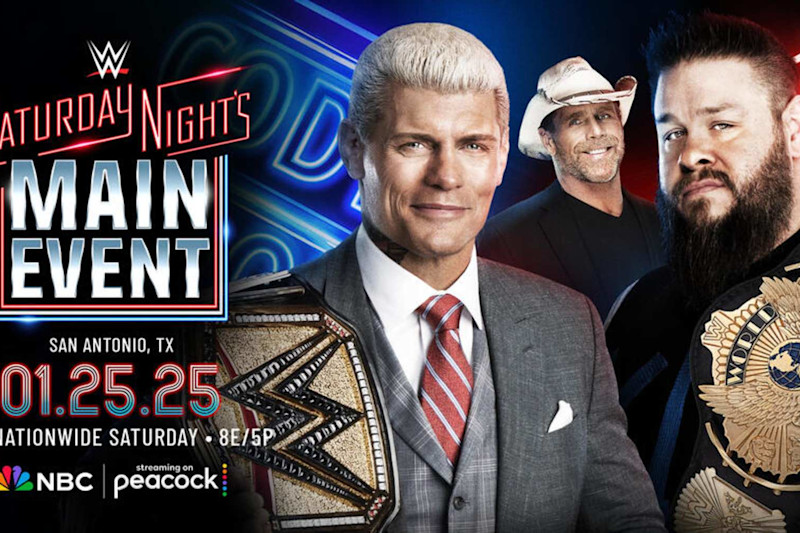 W
SATURDAY NIGHT'S
MAIN
EVENT
SAN ANTONIO, TX
01.25.25
NATIONWIDE SATURDAY • 8E/5P
NBC
streaming on
peacock
COD
WORLD